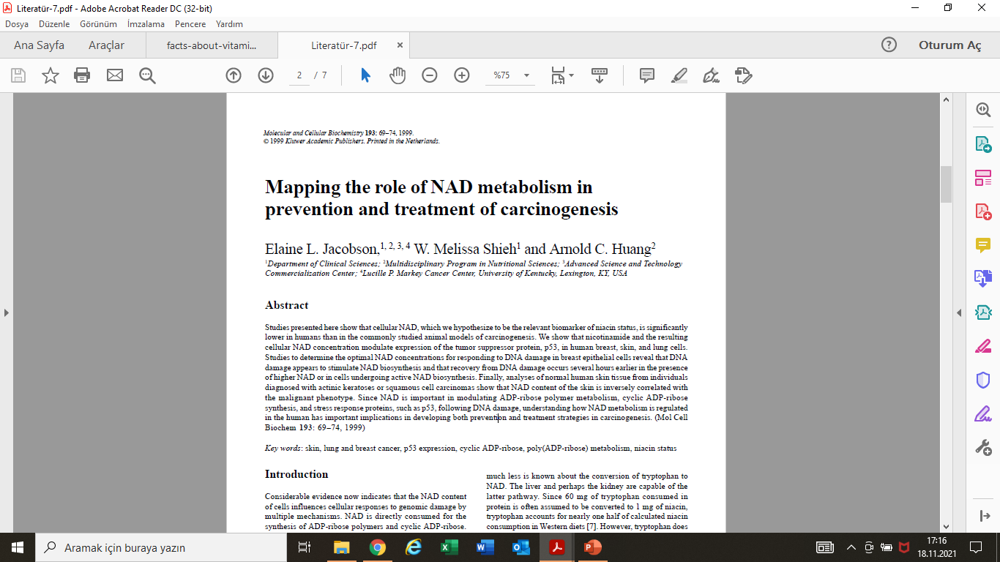 Literatür-7.pdf - Adobe Acrobat Reader DC (32-bit)
Dosya Düzenle Görünüm İmzalama Pencere Yardım
Ana Sayfa Araçlar facts-about-vitami... Literatür-7.pdf × Oturum Aç
2 / 7 %75
Molecular and Cellular Biochemistry 193: 69–74, 1999.
© 1999 Kluwer Academic Publishers. Printed in the Netherlands.
Mapping the role of NAD metabolism in
prevention and treatment of carcinogenesis
Elaine L. Jacobson,1, 2, 3, 4 W. Melissa Shieh1 and Arnold C. Huang2
1Department of Clinical Sciences; 2Multidisciplinary Program in Nutritional Sciences; 3Advanced Science and Technology
Commercialization Center; 4Lucille P. Markey Cancer Center, University of Kentucky, Lexington, KY, USA
Abstract
Studies presented here show that cellular NAD, which we hypothesize to be the relevant biomarker of niacin status, is significantly
lower in humans than in the commonly studied animal models of carcinogenesis. We show that nicotinamide and the resulting
cellular NAD concentration modulate expression of the tumor suppressor protein, p53, in human breast, skin, and lung cells.
Studies to determine the optimal NAD concentrations for responding to DNA damage in breast epithelial cells reveal that DNA
damage appears to stimulate NAD biosynthesis and that recovery from DNA damage occurs several hours earlier in the presence
of higher NAD or in cells undergoing active NAD biosynthesis. Finally, analyses of normal human skin tissue from individuals
diagnosed with actinic keratoses or squamous cell carcinomas show that NAD content of the skin is inversely correlated with
the malignant phenotype. Since NAD is important in modulating ADP-ribose polymer metabolism, cyclic ADP-ribose
synthesis, and stress response proteins, such as p53, following DNA damage, understanding how NAD metabolism is regulated
in the human has important implications in developing both prevention and treatment strategies in carcinogenesis. (Mol Cell
Biochem 193: 69–74, 1999)
Key words: skin, lung and breast cancer, p53 expression, cyclic ADP-ribose, poly(ADP-ribose) metabolism, niacin status
Introduction
Considerable evidence now indicates that the NAD content
of cells influences cellular responses to genomic damage by
multiple mechanisms. NAD is directly consumed for the
synthesis of ADP-ribose polymers and cyclic ADP-ribose.
much less is known about the conversion of tryptophan to
NAD. The liver and perhaps the kidney are capable of the
latter pathway. Since 60 mg of tryptophan consumed in
protein is often assumed to be converted to 1 mg of niacin,
tryptophan accounts for nearly one half of calculated niacin
consumption in Western diets [7]. However, tryptophan does
Aramak için buraya yazın
17:16
18.11.2021